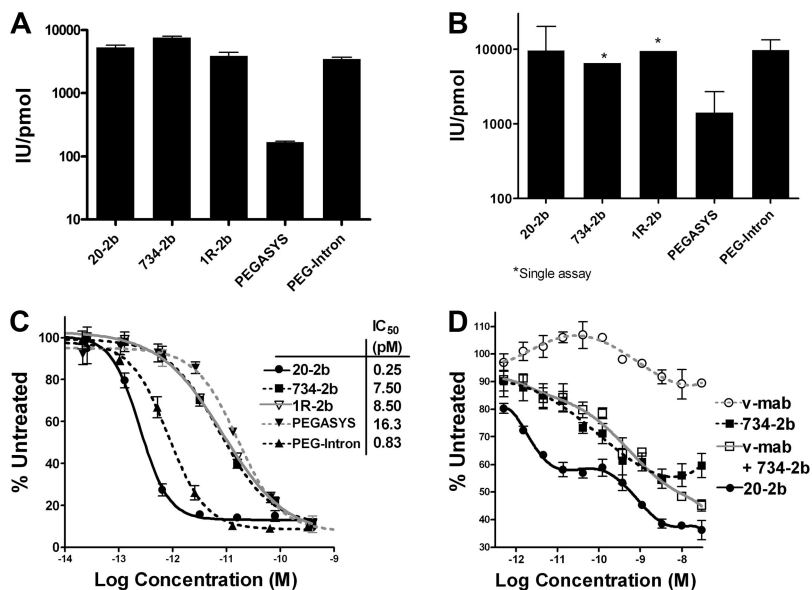 A
IU/pmol
10000
1000
100
10
20-2b
734-2b
1R-2b
PEGASYS
PEG-Intron
B
IU/pmol
100000
10000
1000
100
*
*
20-2b
734-2b
1R-2b
PEGASYS
PEG-Intron
*Single assay
C
% Untreated
100
80
60
40
20
0
-14
-13
-12
-11
-10
-9
Log Concentration (M)
IC50
(pM)
20-2b 0.25
734-2b 7.50
1R-2b 8.50
PEGASYS 16.3
PEG-Intron 0.83
D
% Untreated
110
100
90
80
70
60
50
40
30
-12
-11
-10
-9
-8
Log Concentration (M)
v-mab
734-2b
v-mab
+ 734-2b
20-2b